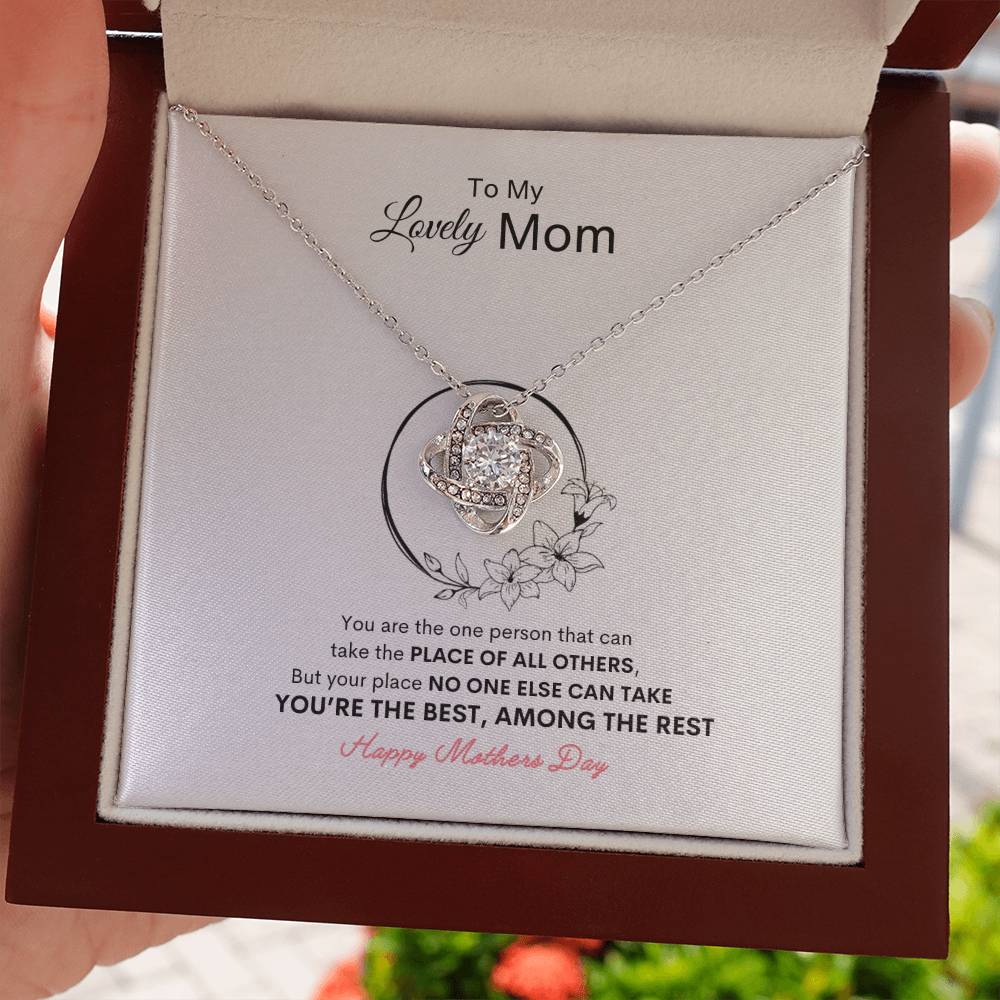 To My
Lovely Mom
You are the one person that can
take the PLACE OF ALL OTHERS,
But your place NO ONE ELSE CAN TAKE
YOU’RE THE BEST, AMONG THE REST
Happy Mothers Day